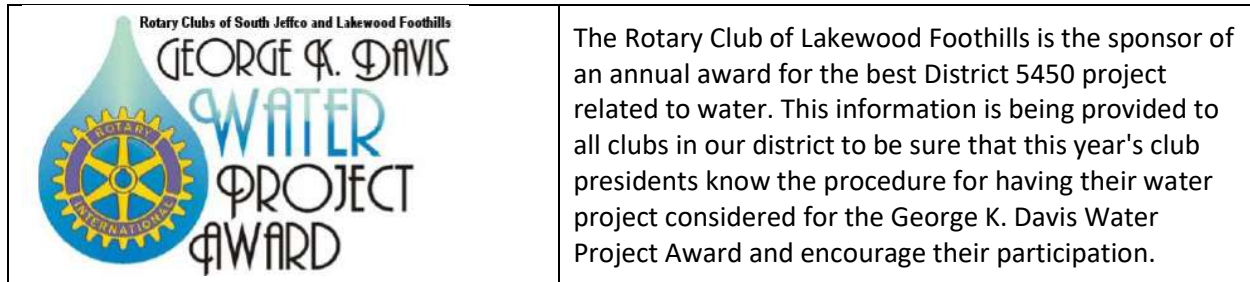 Rotary Clubs of South Jeffco and Lakewood Foothills
GEORGE K. DAVIS
WATER
PROJECT
AWARD
ROTARY
INTERNATIONAL
The Rotary Club of Lakewood Foothills is the sponsor of
an annual award for the best District 5450 project
related to water. This information is being provided to
all clubs in our district to be sure that this year's club
presidents know the procedure for having their water
project considered for the George K. Davis Water
Project Award and encourage their participation.